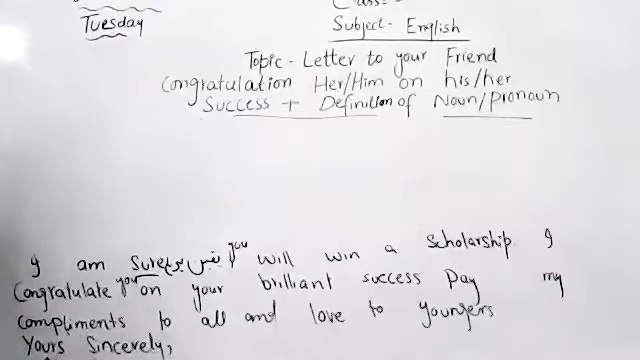 Tuesday
Subject- English
Topic - Letter to your Friend
Congratulation Her/Him on his/her
Success + Definition of Noun/pronoun
I am sure you will win a scholarship I
Congratulate you on your brilliant success Pay my
compliments to all and love to youngers
Yours Sincerely,